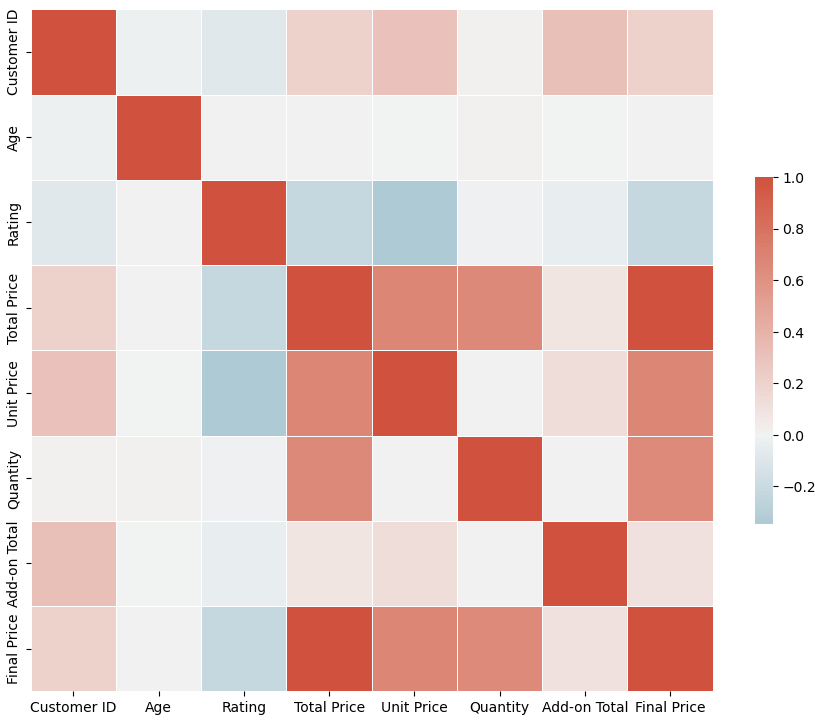 Customer ID
Age
Rating
Total Price
Unit Price
Quantity
Add-on Total
Final Price
Customer ID Age Rating Total Price Unit Price Quantity Add-on Total Final Price
1.0
0.8
0.6
0.4
0.2
0.0
−0.2